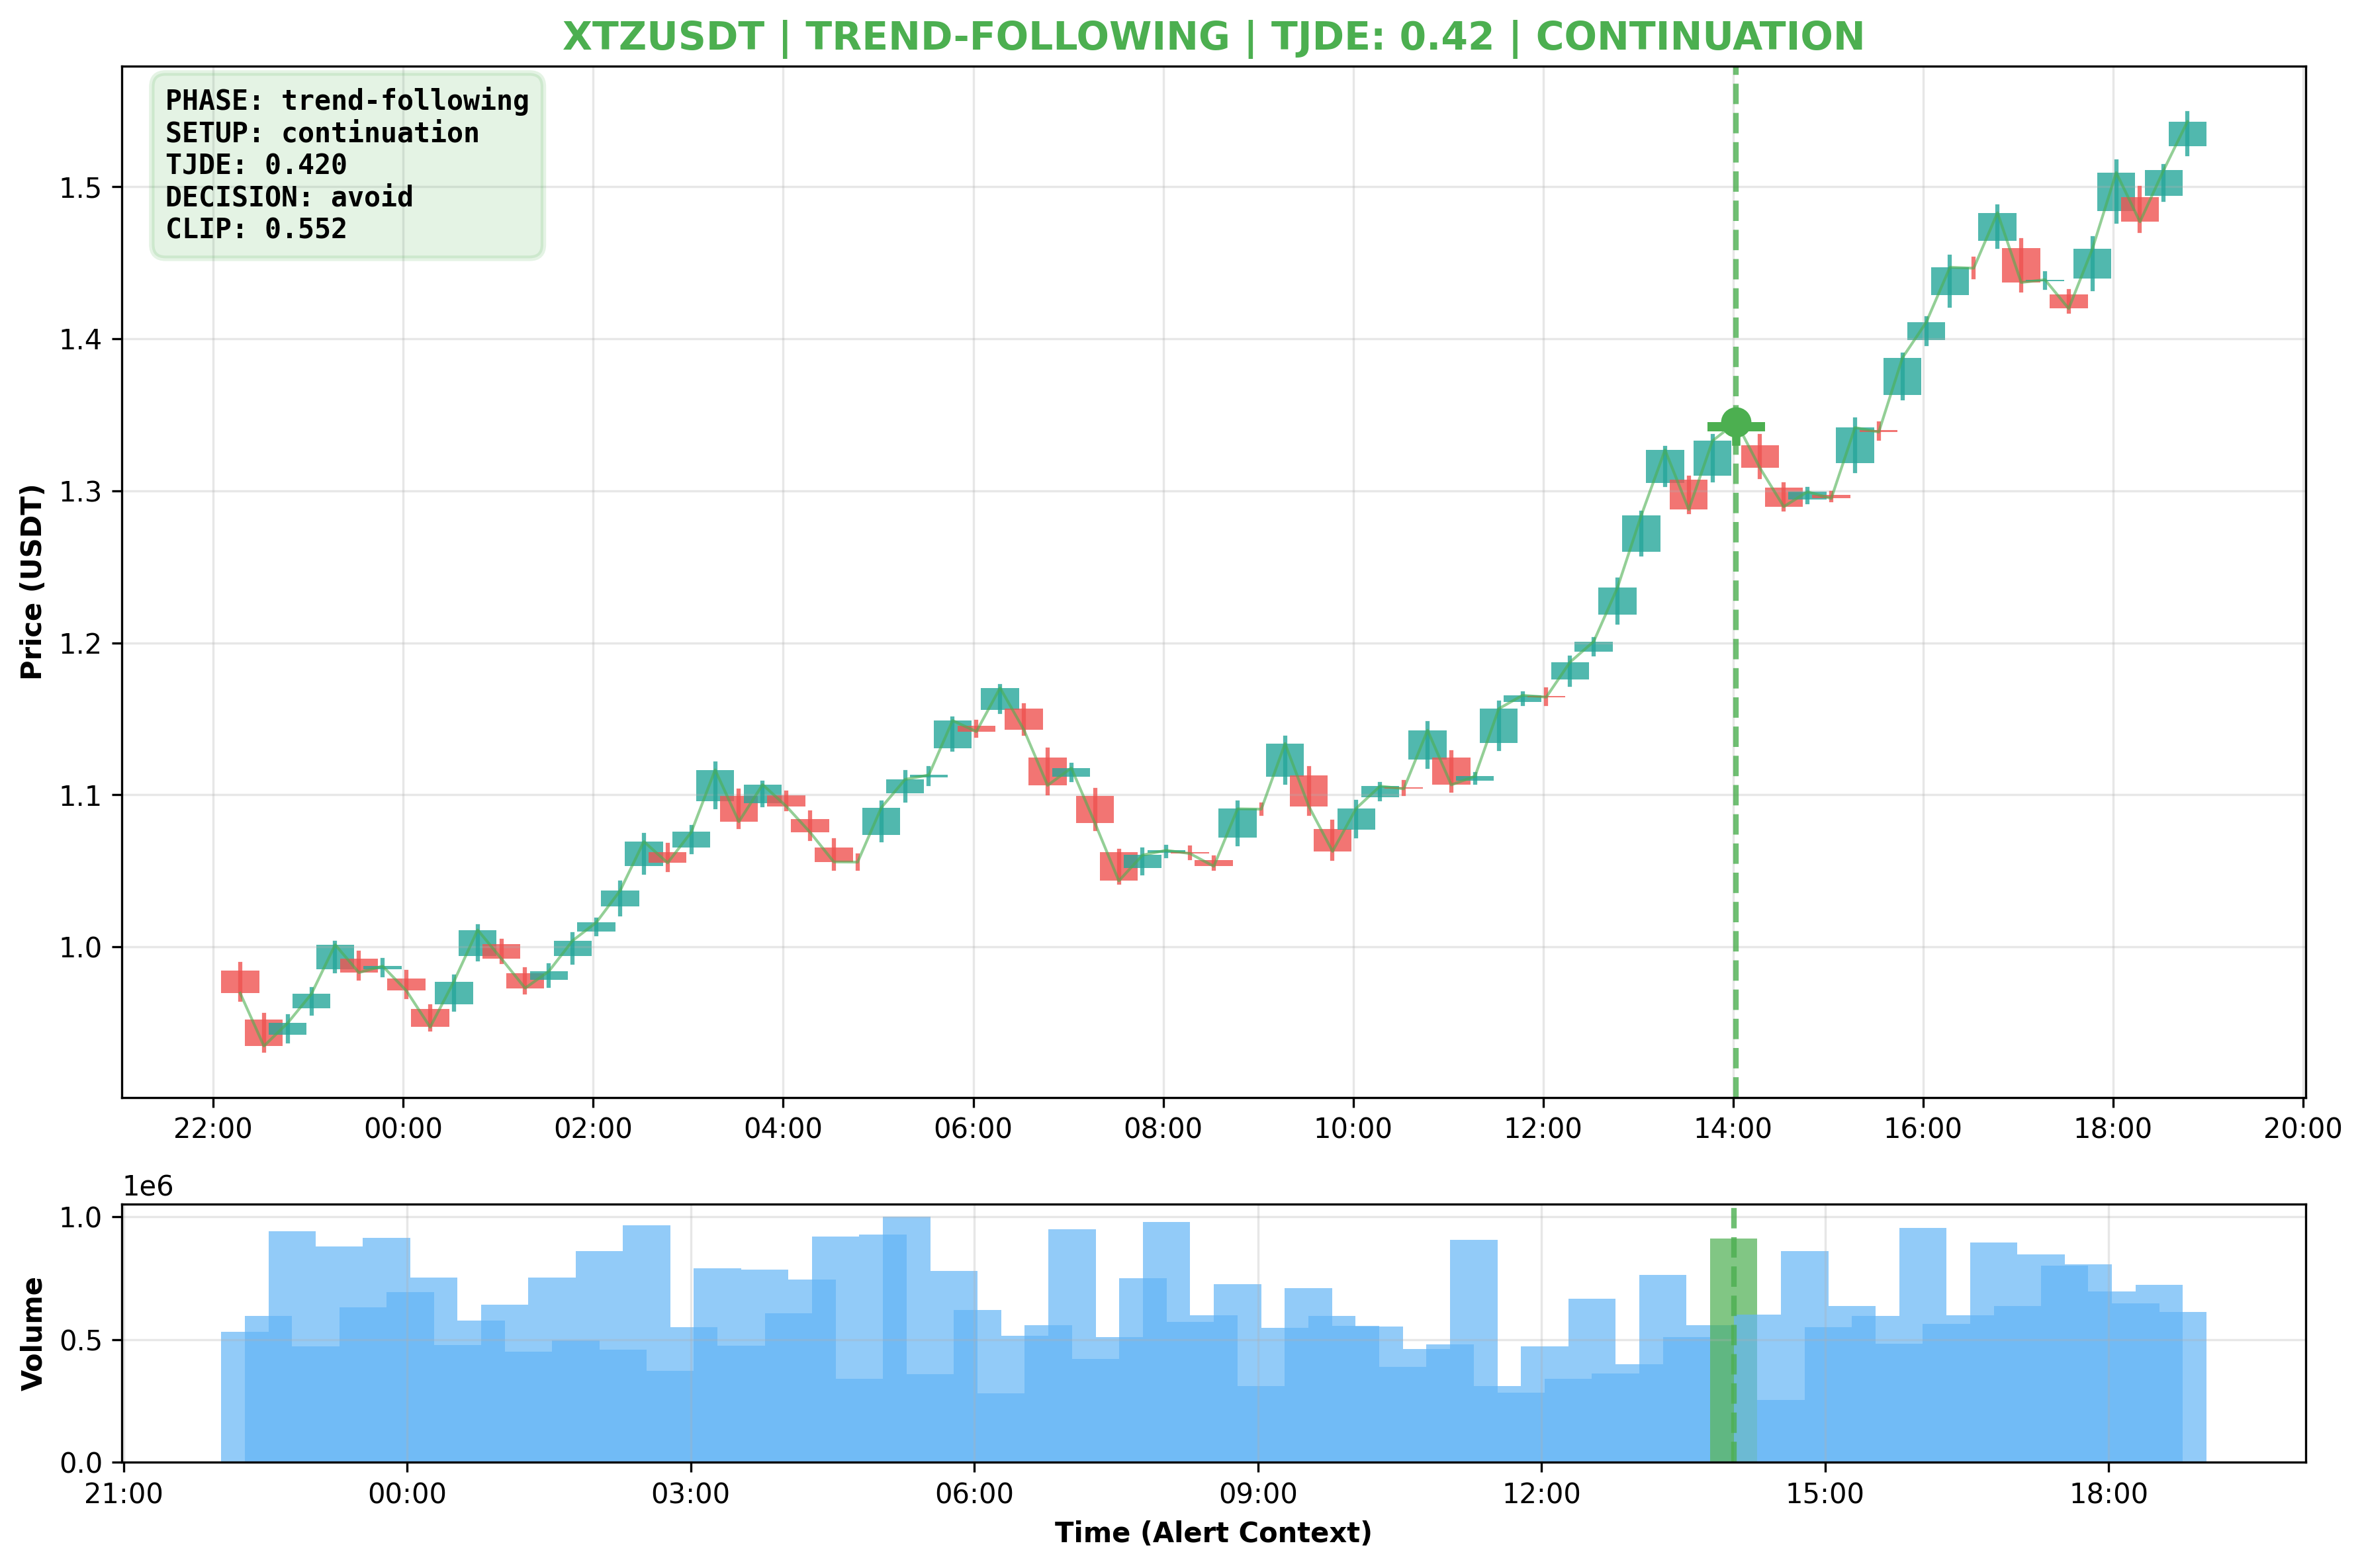 XTZUSDT | TREND-FOLLOWING | TJDE: 0.42 | CONTINUATION
PHASE: trend-following
SETUP: continuation
TJDE: 0.420
DECISION: avoid
CLIP: 0.552
Price (USDT)
1.5
1.4
1.3
1.2
1.1
1.0
22:00 00:00 02:00 04:00 06:00 08:00 10:00 12:00 14:00 16:00 18:00 20:00
1e6
Volume
1.0
0.5
0.0
21:00 00:00 03:00 06:00 09:00 12:00 15:00 18:00
Time (Alert Context)